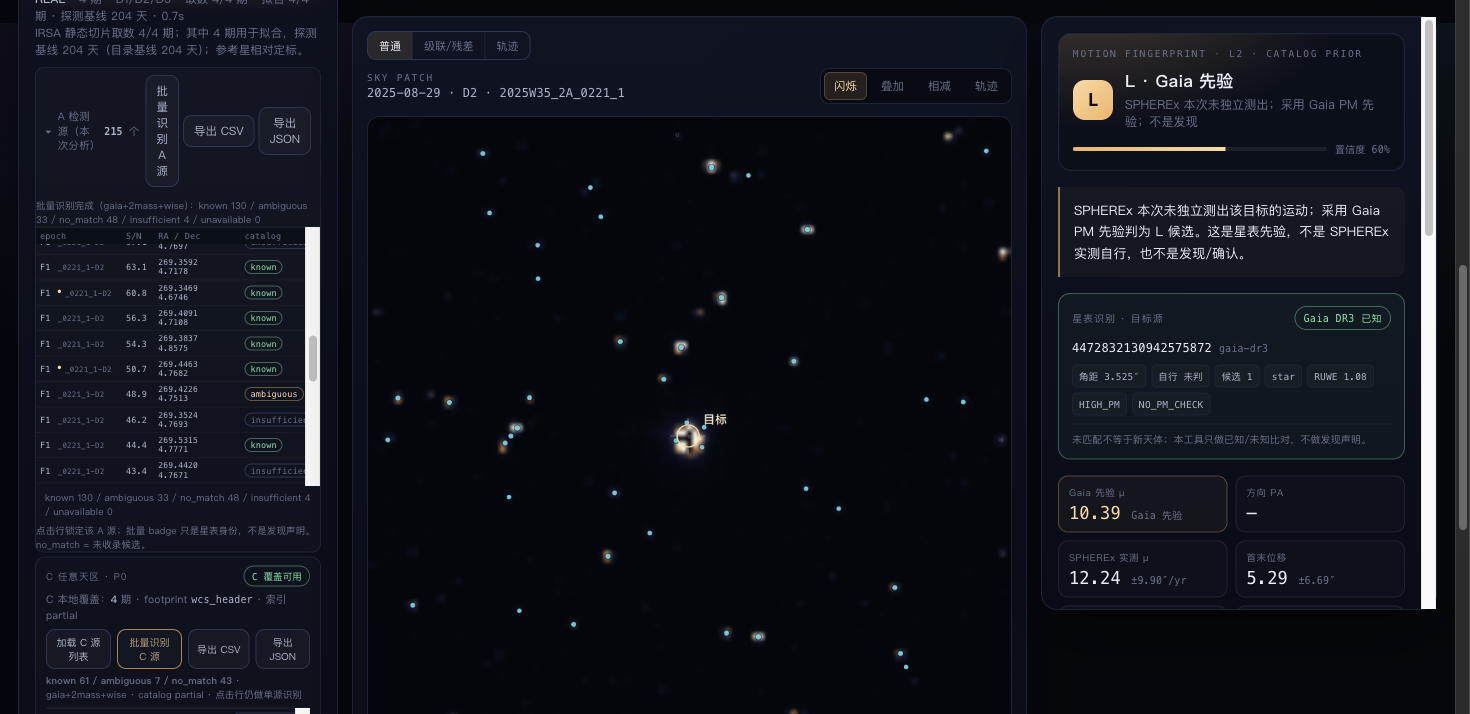 期 · 探测基线 204 天 · 0.7s
IRSA 静态切片取数 4/4 期；其中 4 期用于拟合，探测
基线 204 天（目录基线 204 天）；参考星相对定标。
A 检测
源（本
次分析）
215 个
批
量
识
别
A
源
导出 CSV
导出
JSON
批量识别完成（gaia+2mass+wise）：known 130 / ambiguous
33 / no_match 48 / insufficient 4 / unavailable 0
epoch S/N RA / Dec catalog
4.7697
F1 _0221_1-D2 63.1 269.3592 4.7178 known
F1 • _0221_1-D2 60.8 269.3469 4.6746 known
F1 _0221_1-D2 56.3 269.4091 4.7108 known
F1 _0221_1-D2 54.3 269.3837 4.8575 known
F1 • _0221_1-D2 50.7 269.4463 4.7682 known
F1 _0221_1-D2 48.9 269.4226 4.7513 ambiguous
F1 _0221_1-D2 46.2 269.3524 4.7693 insufficien
F1 _0221_1-D2 44.4 269.5315 4.7771 known
F1 _0221_1-D2 43.4 269.4420 4.7671 insufficien
known 130 / ambiguous 33 / no_match 48 / insufficient 4
/ unavailable 0
点击行锁定该 A 源；批量 badge 只是星表身份，不是发现声明。
no_match = 未收录候选。
C 任意天区 · P0
C 覆盖可用
C 本地覆盖：4 期 · footprint wcs_header · 索引
partial
加载 C 源
列表
批量识别
C 源
导出 CSV
导出
JSON
known 61 / ambiguous 7 / no_match 43 ·
gaia+2mass+wise · catalog partial · 点击行仍做单源识别
普通 级联/残差 轨迹
SKY PATCH
2025-08-29 · D2 · 2025W35_2A_0221_1
闪烁 叠加 相减 轨迹
目标
MOTION FINGERPRINT · L2 · CATALOG PRIOR
L
L · Gaia 先验
SPHEREx 本次未独立测出；采用 Gaia PM 先
验；不是发现
置信度 60%
SPHEREx 本次未独立测出该目标的运动；采用 Gaia
PM 先验判为 L 候选。这是星表先验，不是 SPHEREx
实测自行，也不是发现/确认。
星表识别 · 目标源
Gaia DR3 已知
4472832130942575872 gaia-dr3
角距 3.525″ 自行 未判 候选 1 star RUWE 1.08
HIGH_PM NO_PM_CHECK
未匹配不等于新天体；本工具只做已知/未知比对，不做发现声明。
Gaia 先验 μ
10.39 Gaia 先验
方向 PA
—
SPHEREx 实测 μ
12.24 ±9.90″/yr
首末位移
5.29 ±6.69″